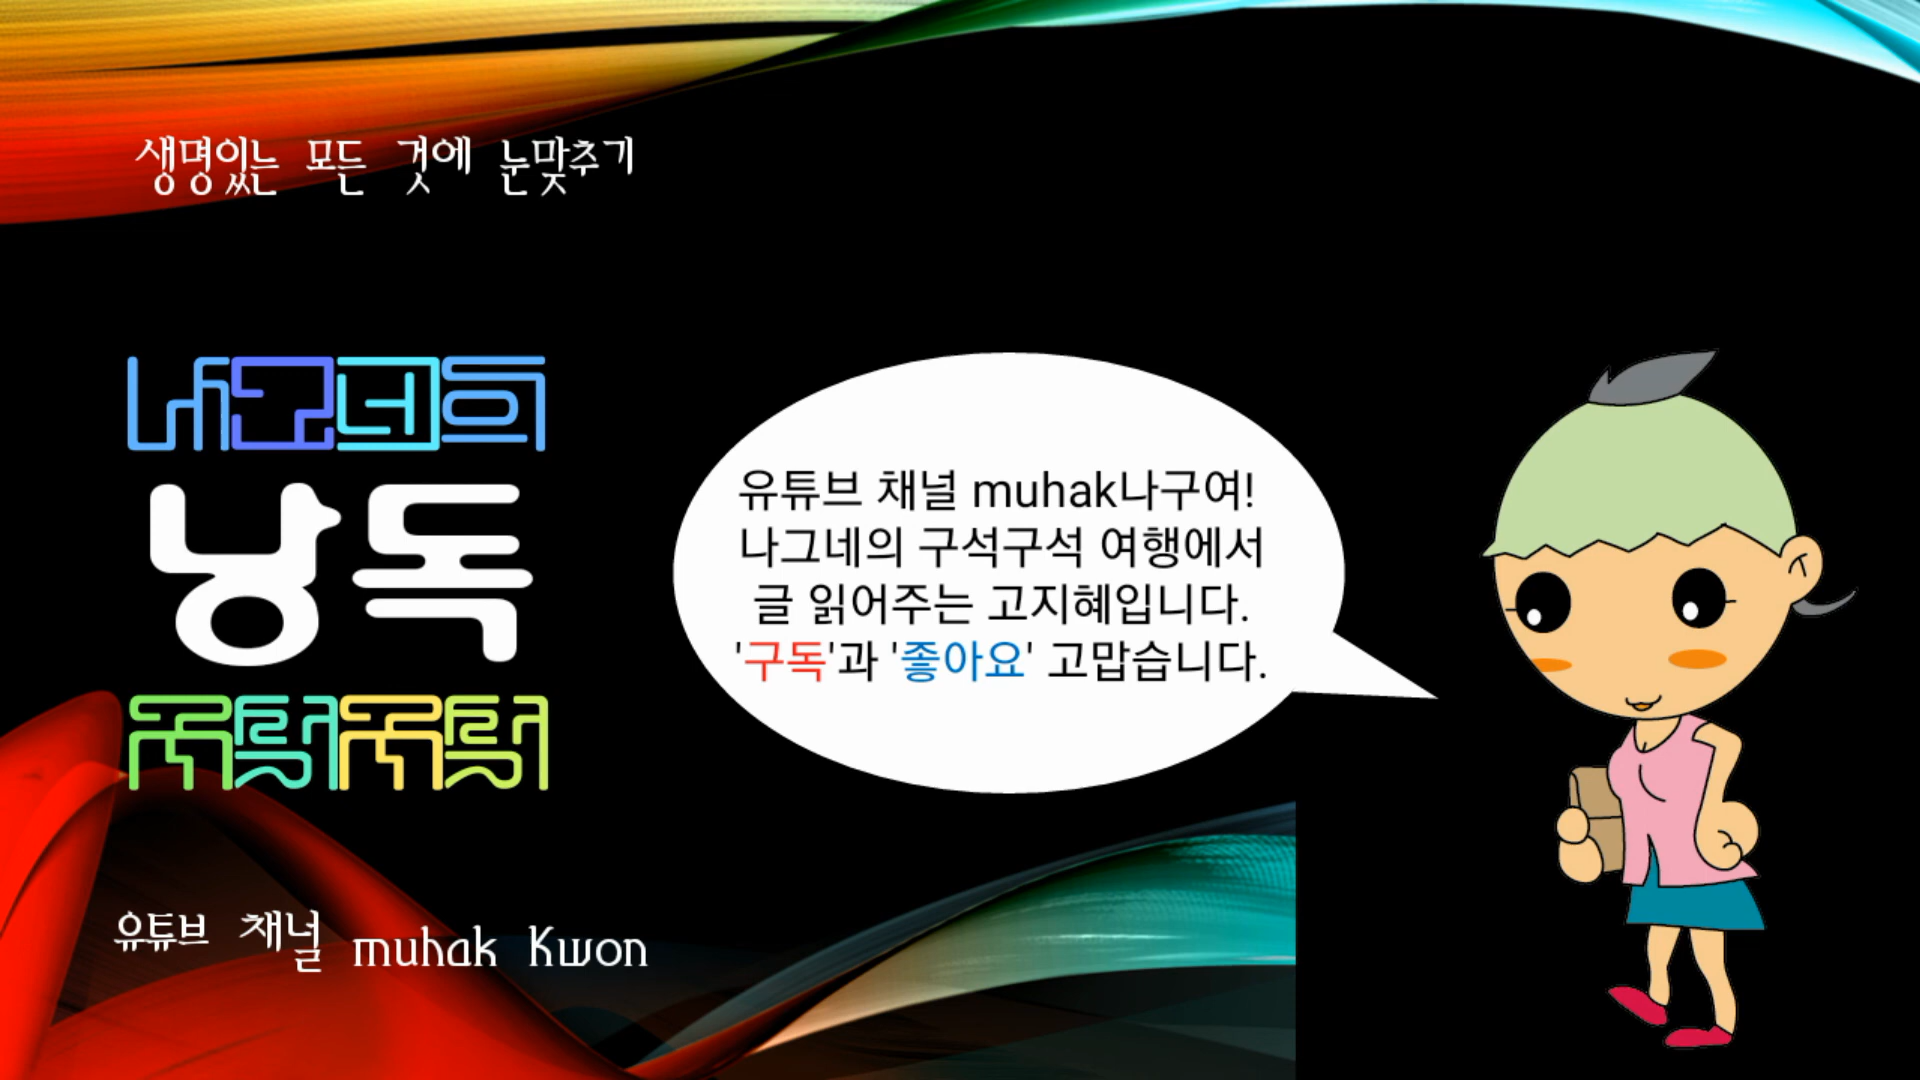 생명있는 모든 것에 눈맞추기
나그네의
낭독
구석구석
유튜브 채널 muhak나구여!
나그네의 구석구석 여행에서
글 읽어주는 고지혜입니다.
'구독'과 '좋아요' 고맙습니다.
유튜브 채널 muhak Kwon